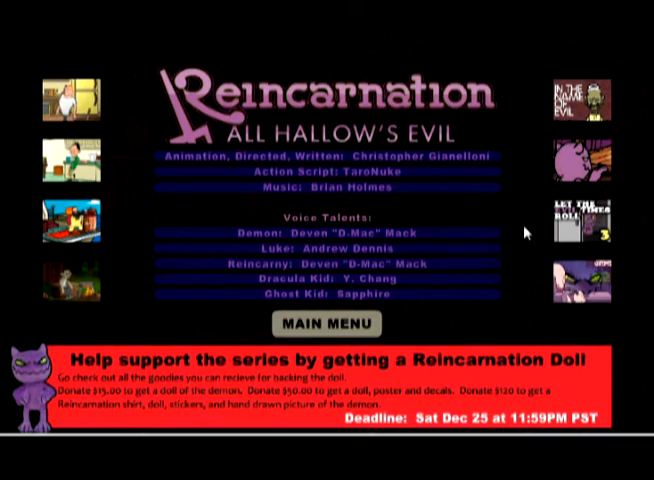 Reincarnation
ALL HALLOW'S EVIL
Animation, Directed, Written: Christopher Gianelloni
Action Script: TaroNuke
Music: Brian Holmes
Voice Talents:
Demon: Deven "D-Mac" Mack
Luke: Andrew Dennis
Reincarny: Deven "D-Mac" Mack
Dracula Kid: Y. Chang
Ghost Kid: Sapphire
MAIN MENU
IN THE NAME OF EVIL
LET THE EVIL TIMES ROLL
3
Help support the series by getting a Reincarnation Doll
Go check out all the goodies you can recieve for backing the doll.
Donate $15.00 to get a doll of the demon. Donate $50.00 to get a doll, poster and decals. Donate $120 to get a
Reincarnation shirt, doll, stickers, and hand drawn picture of the demon.
Deadline: Sat Dec 25 at 11:59PM PST